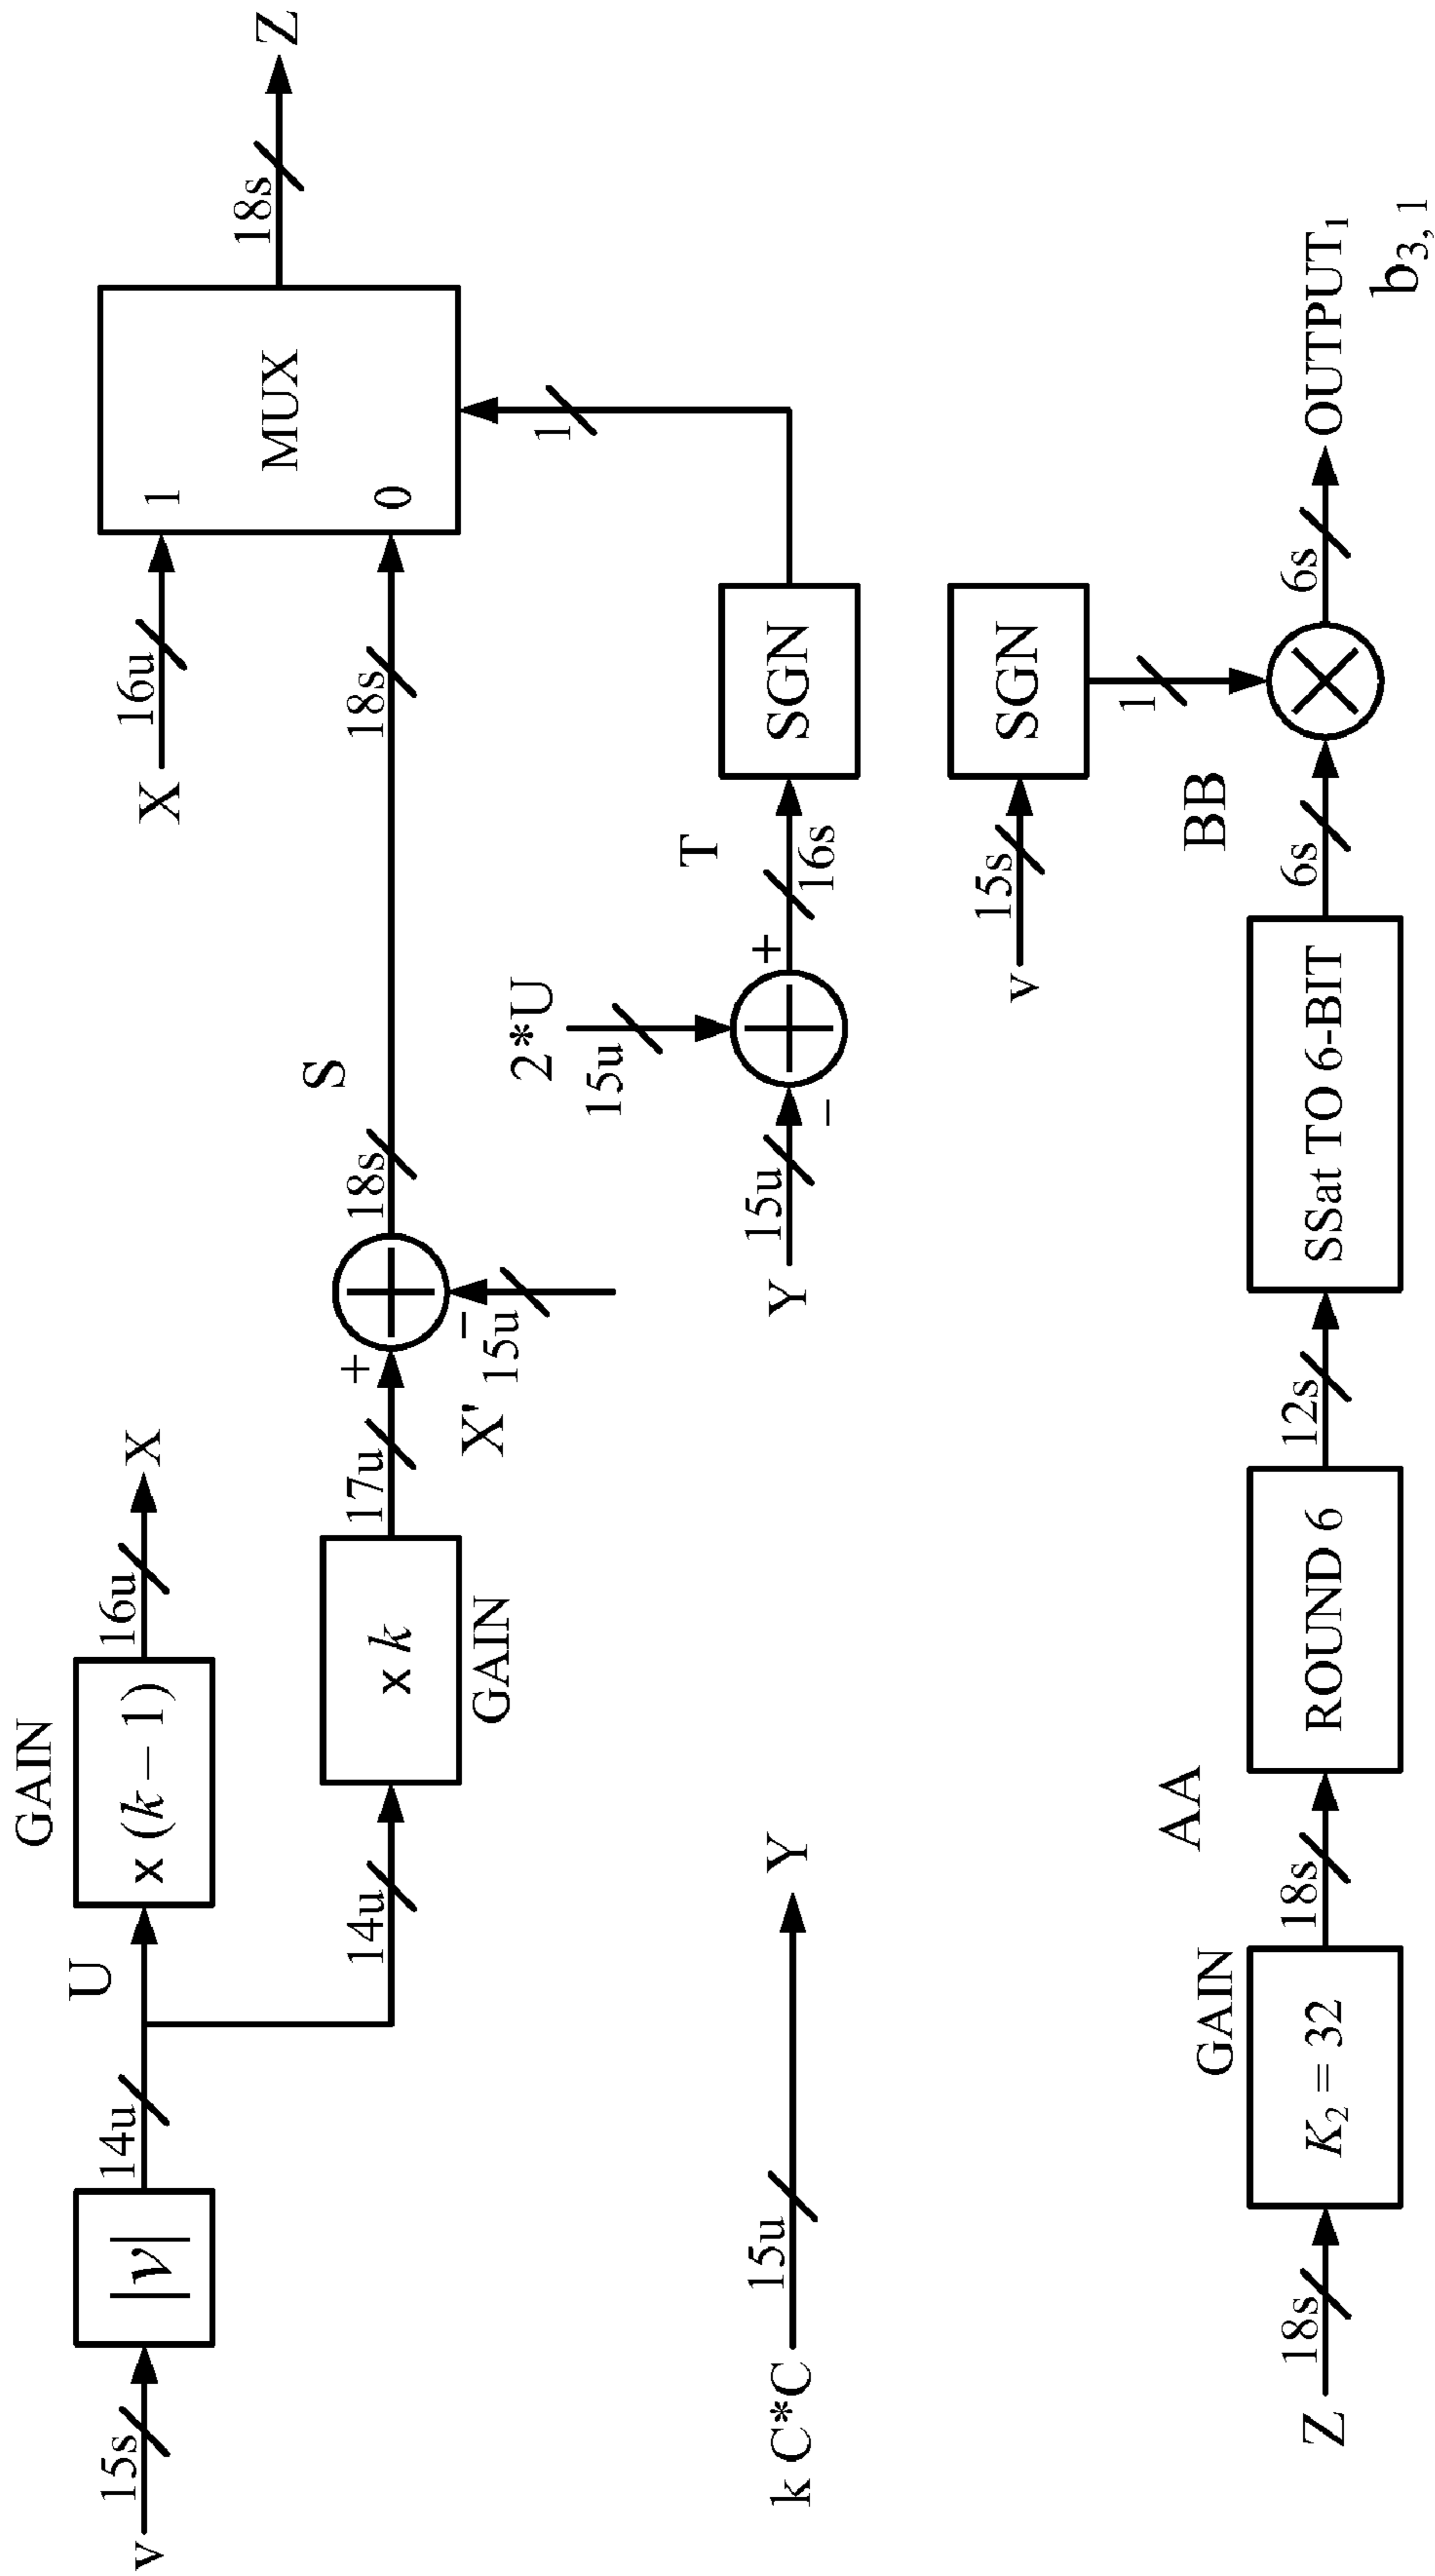 GAIN
v 15s |v| 14u U x (k – 1) 16u X
14u x k 17u + S 18s 18s
GAIN
X' 15u –
X 16u 1
MUX 18s Z
0
1
k C*C 15u Y
2*U
15u
Y 15u – + T 16s SGN
v 15s SGN
1
GAIN AA BB
Z 18s K2 = 32 18s ROUND 6 12s SSat TO 6-BIT 6s 6s OUTPUT1
b3, 1